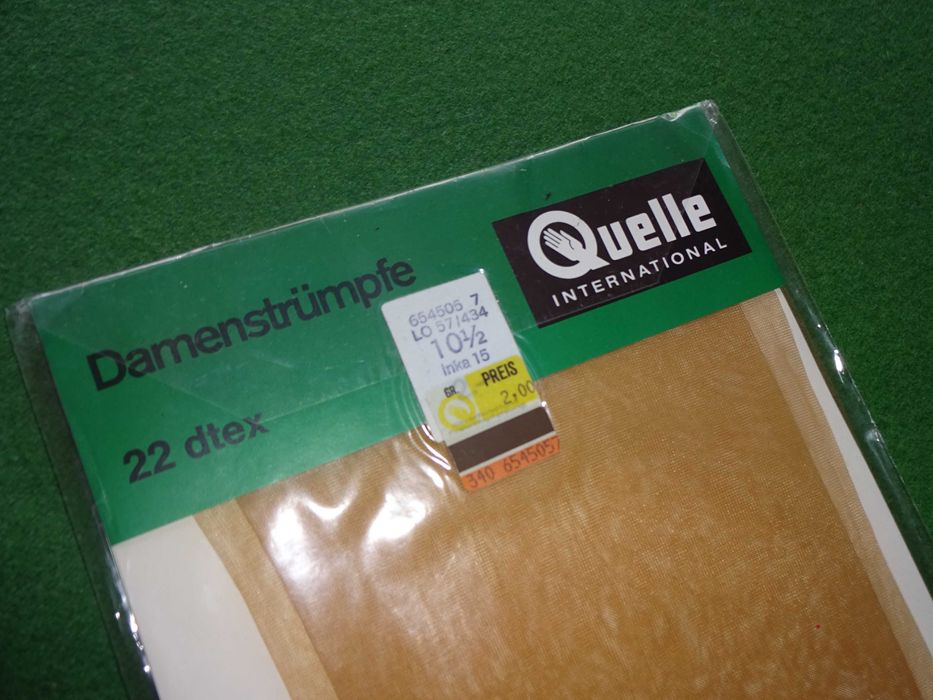 Quelle
INTERNATIONAL
Damenstrümpfe
22 dtex
654505 7
LO 57/434
10½
Inka 15
GR. PREIS
2,00
340 6545057